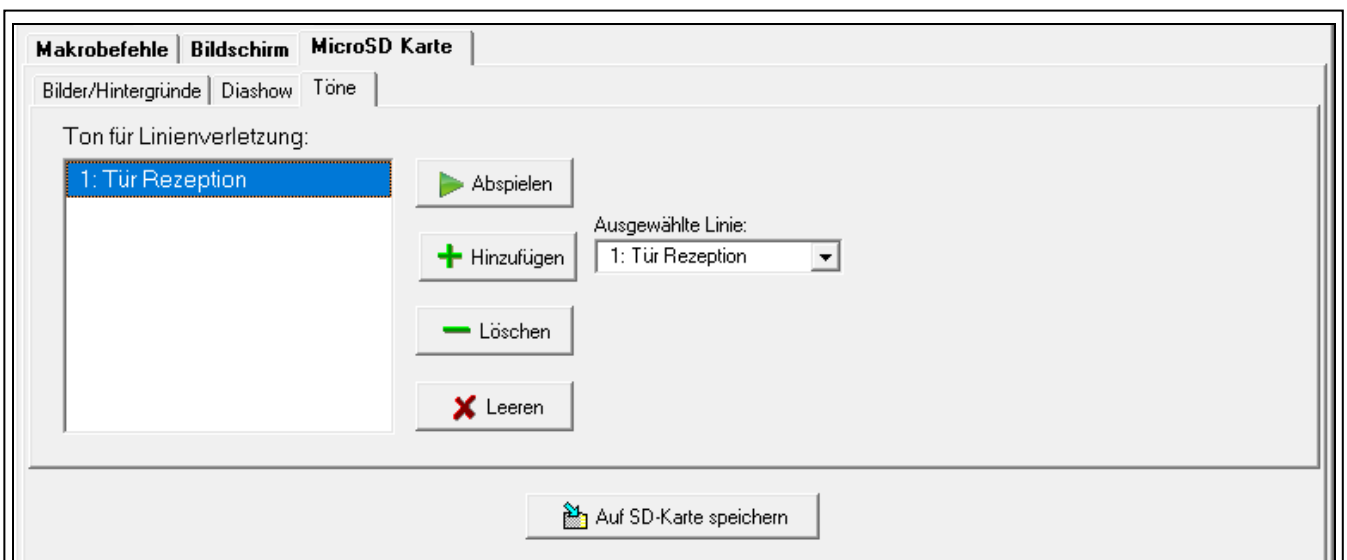 Makrobefehle Bildschirm MicroSD Karte
Bilder/Hintergründe Diashow Töne
Ton für Linienverletzung:
1: Tür Rezeption
Abspielen
Ausgewählte Linie:
Hinzufügen 1: Tür Rezeption
Löschen
Leeren
Auf SD-Karte speichern